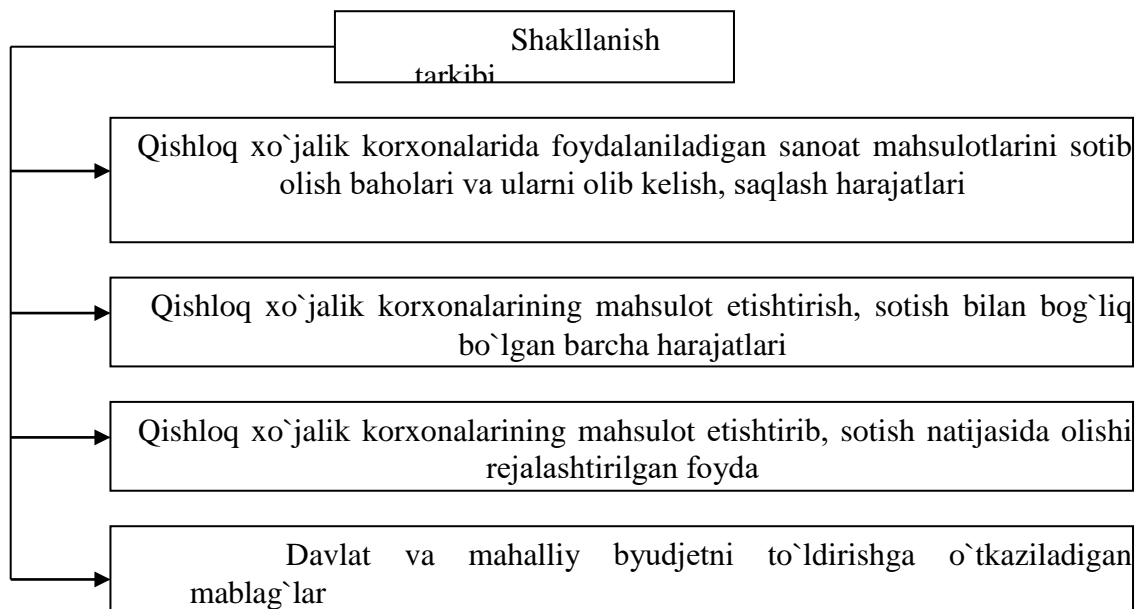 Shakllanish
tarkibi
Qishloq xo`jalik korxonalarida foydalaniladigan sanoat mahsulotlarini sotib
olish baholari va ularni olib kelish, saqlash harajatlari
Qishloq xo`jalik korxonalarining mahsulot etishtirish, sotish bilan bog`liq
bo`lgan barcha harajatlari
Qishloq xo`jalik korxonalarining mahsulot etishtirib, sotish natijasida olishi
rejalashtirilgan foyda
Davlat va mahalliy byudjetni to`ldirishga o`tkaziladigan
mablag`lar